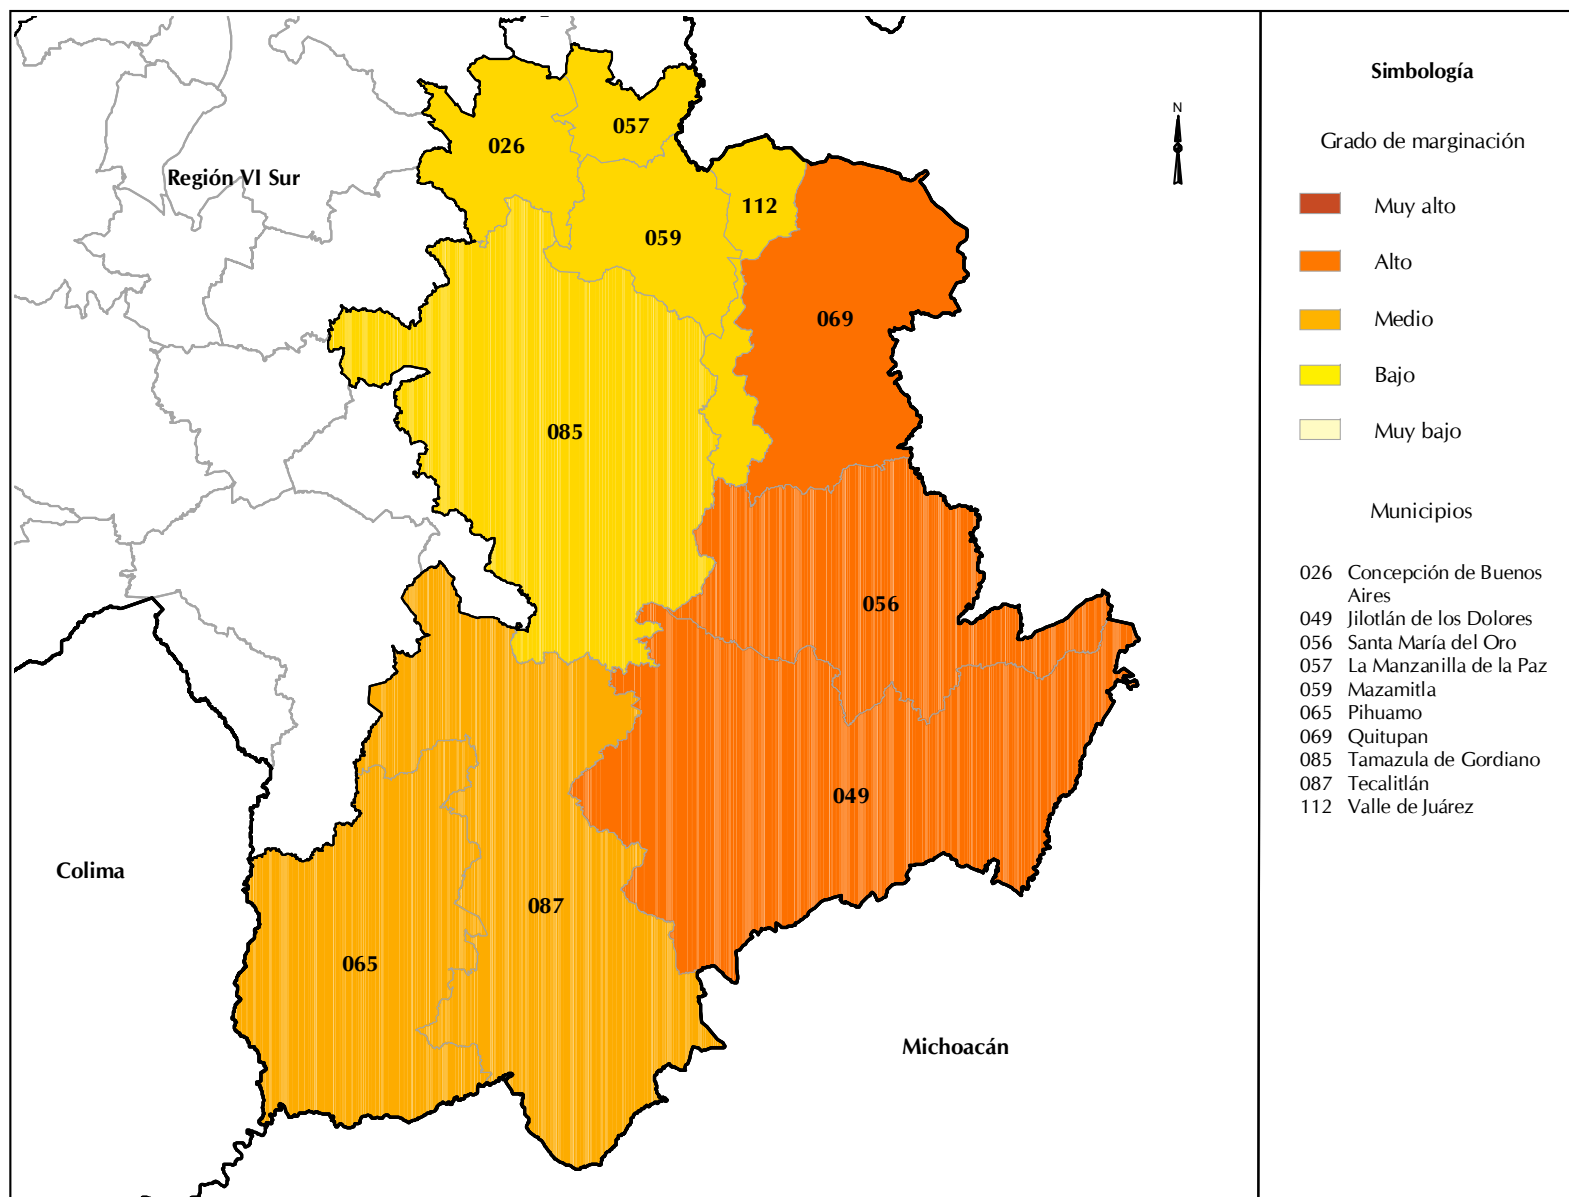 Región VI Sur
026
057
112
059
069
085
056
049
087
065
Colima
Michoacán
N
Simbología
Grado de marginación
Muy alto
Alto
Medio
Bajo
Muy bajo
Municipios
026 Concepción de Buenos
Aires
049 Jilotlán de los Dolores
056 Santa María del Oro
057 La Manzanilla de la Paz
059 Mazamitla
065 Pihuamo
069 Quitupan
085 Tamazula de Gordiano
087 Tecalitlán
112 Valle de Juárez